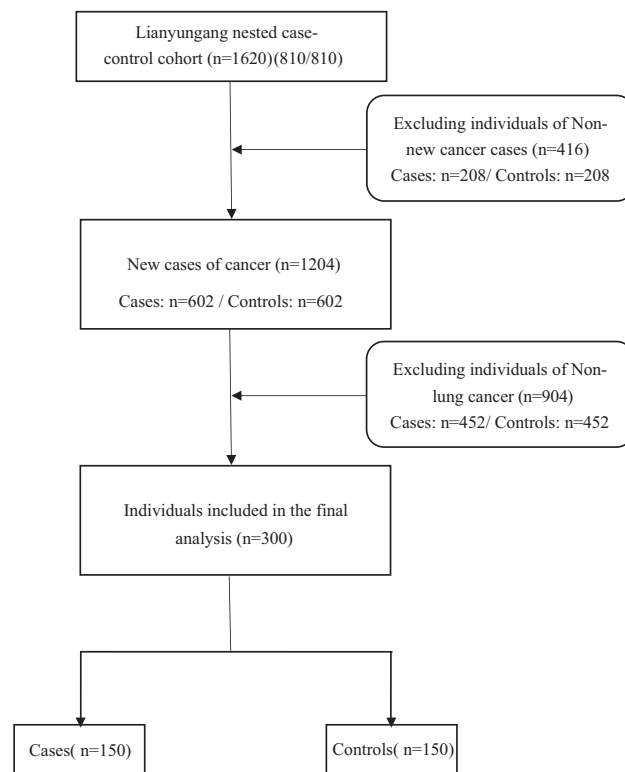 Lianyungang nested case-
control cohort (n=1620)(810/810)
Excluding individuals of Non-
new cancer cases (n=416)
Cases: n=208/ Controls: n=208
New cases of cancer (n=1204)
Cases: n=602 / Controls: n=602
Excluding individuals of Non-
lung cancer (n=904)
Cases: n=452/ Controls: n=452
Individuals included in the final
analysis (n=300)
Cases( n=150)
Controls( n=150)